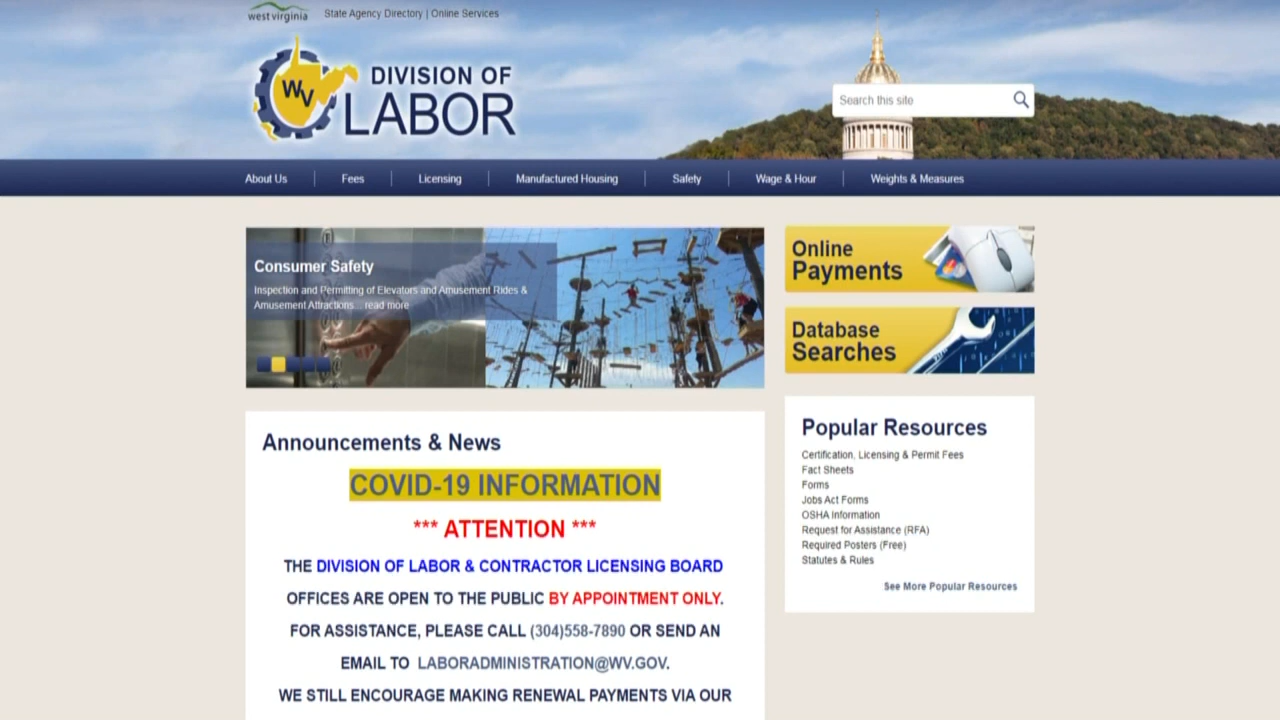 west virginia
State Agency Directory | Online Services
WV
DIVISION OF
LABOR
Search this site
About Us
Fees
Licensing
Manufactured Housing
Safety
Wage & Hour
Weights & Measures
Consumer Safety
Inspection and Permitting of Elevators and Amusement Rides &
Amusement Attractions... read more
Online
Payments
Database
Searches
Announcements & News
COVID-19 INFORMATION
*** ATTENTION ***
THE DIVISION OF LABOR & CONTRACTOR LICENSING BOARD
OFFICES ARE OPEN TO THE PUBLIC BY APPOINTMENT ONLY.
FOR ASSISTANCE, PLEASE CALL (304)558-7890 OR SEND AN
EMAIL TO LABORADMINISTRATION@WV.GOV.
WE STILL ENCOURAGE MAKING RENEWAL PAYMENTS VIA OUR
Popular Resources
Certification, Licensing & Permit Fees
Fact Sheets
Forms
Jobs Act Forms
OSHA Information
Request for Assistance (RFA)
Required Posters (Free)
Statutes & Rules
See More Popular Resources